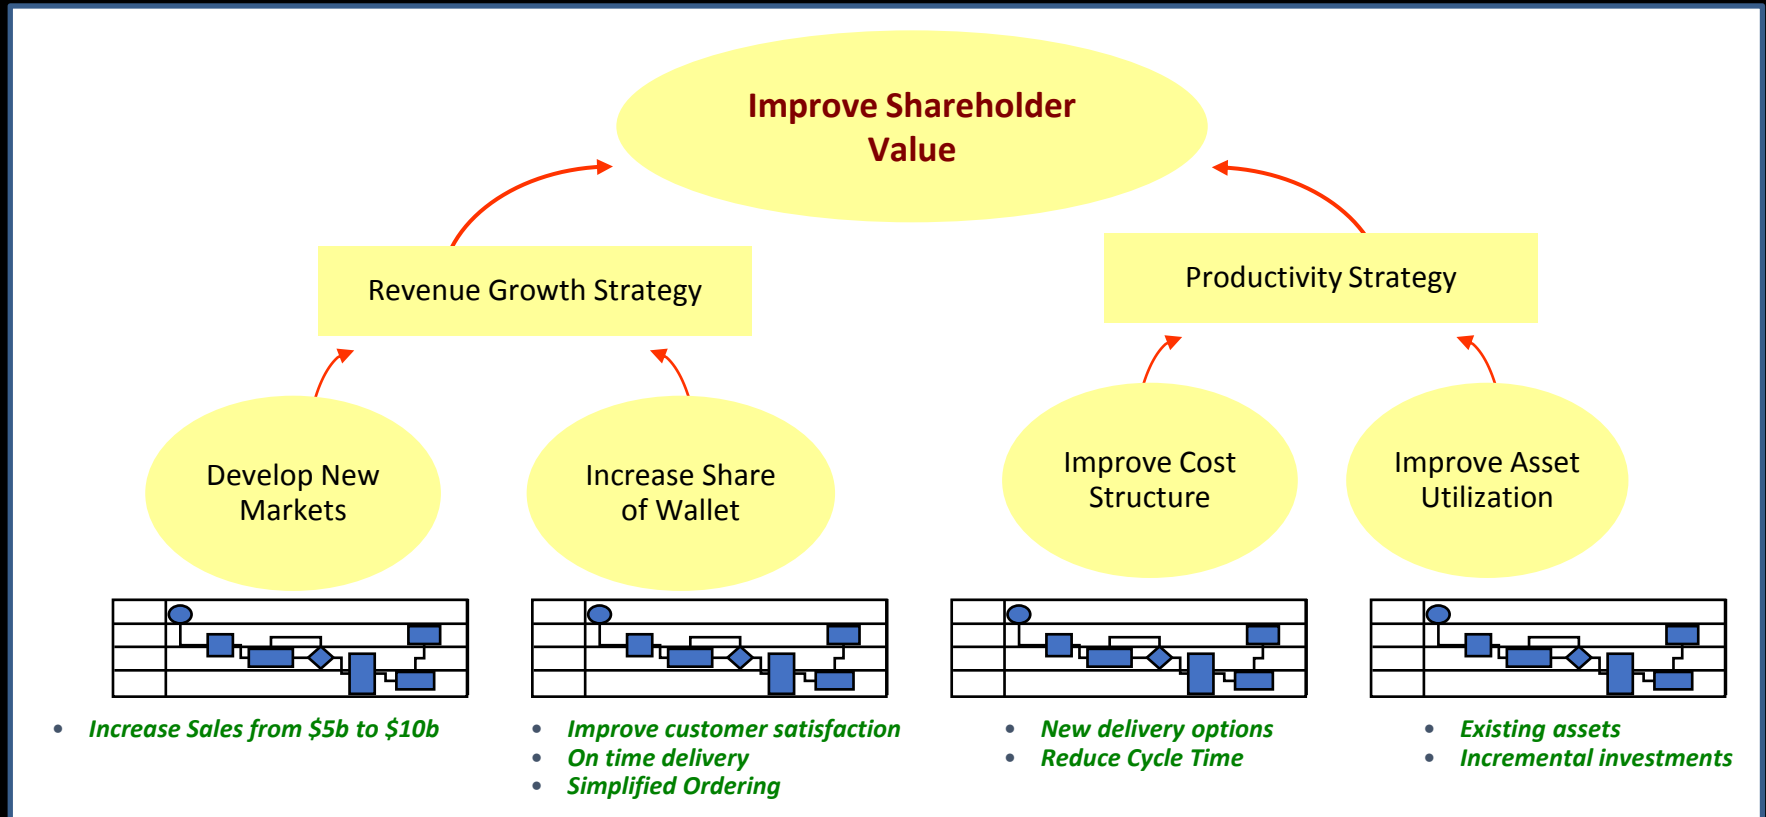 Improve Shareholder
Value
Revenue Growth Strategy
Productivity Strategy
Develop New
Markets
Increase Share
of Wallet
Improve Cost
Structure
Improve Asset
Utilization
• Increase Sales from $5b to $10b
• Improve customer satisfaction
• On time delivery
• Simplified Ordering
• New delivery options
• Reduce Cycle Time
• Existing assets
• Incremental investments